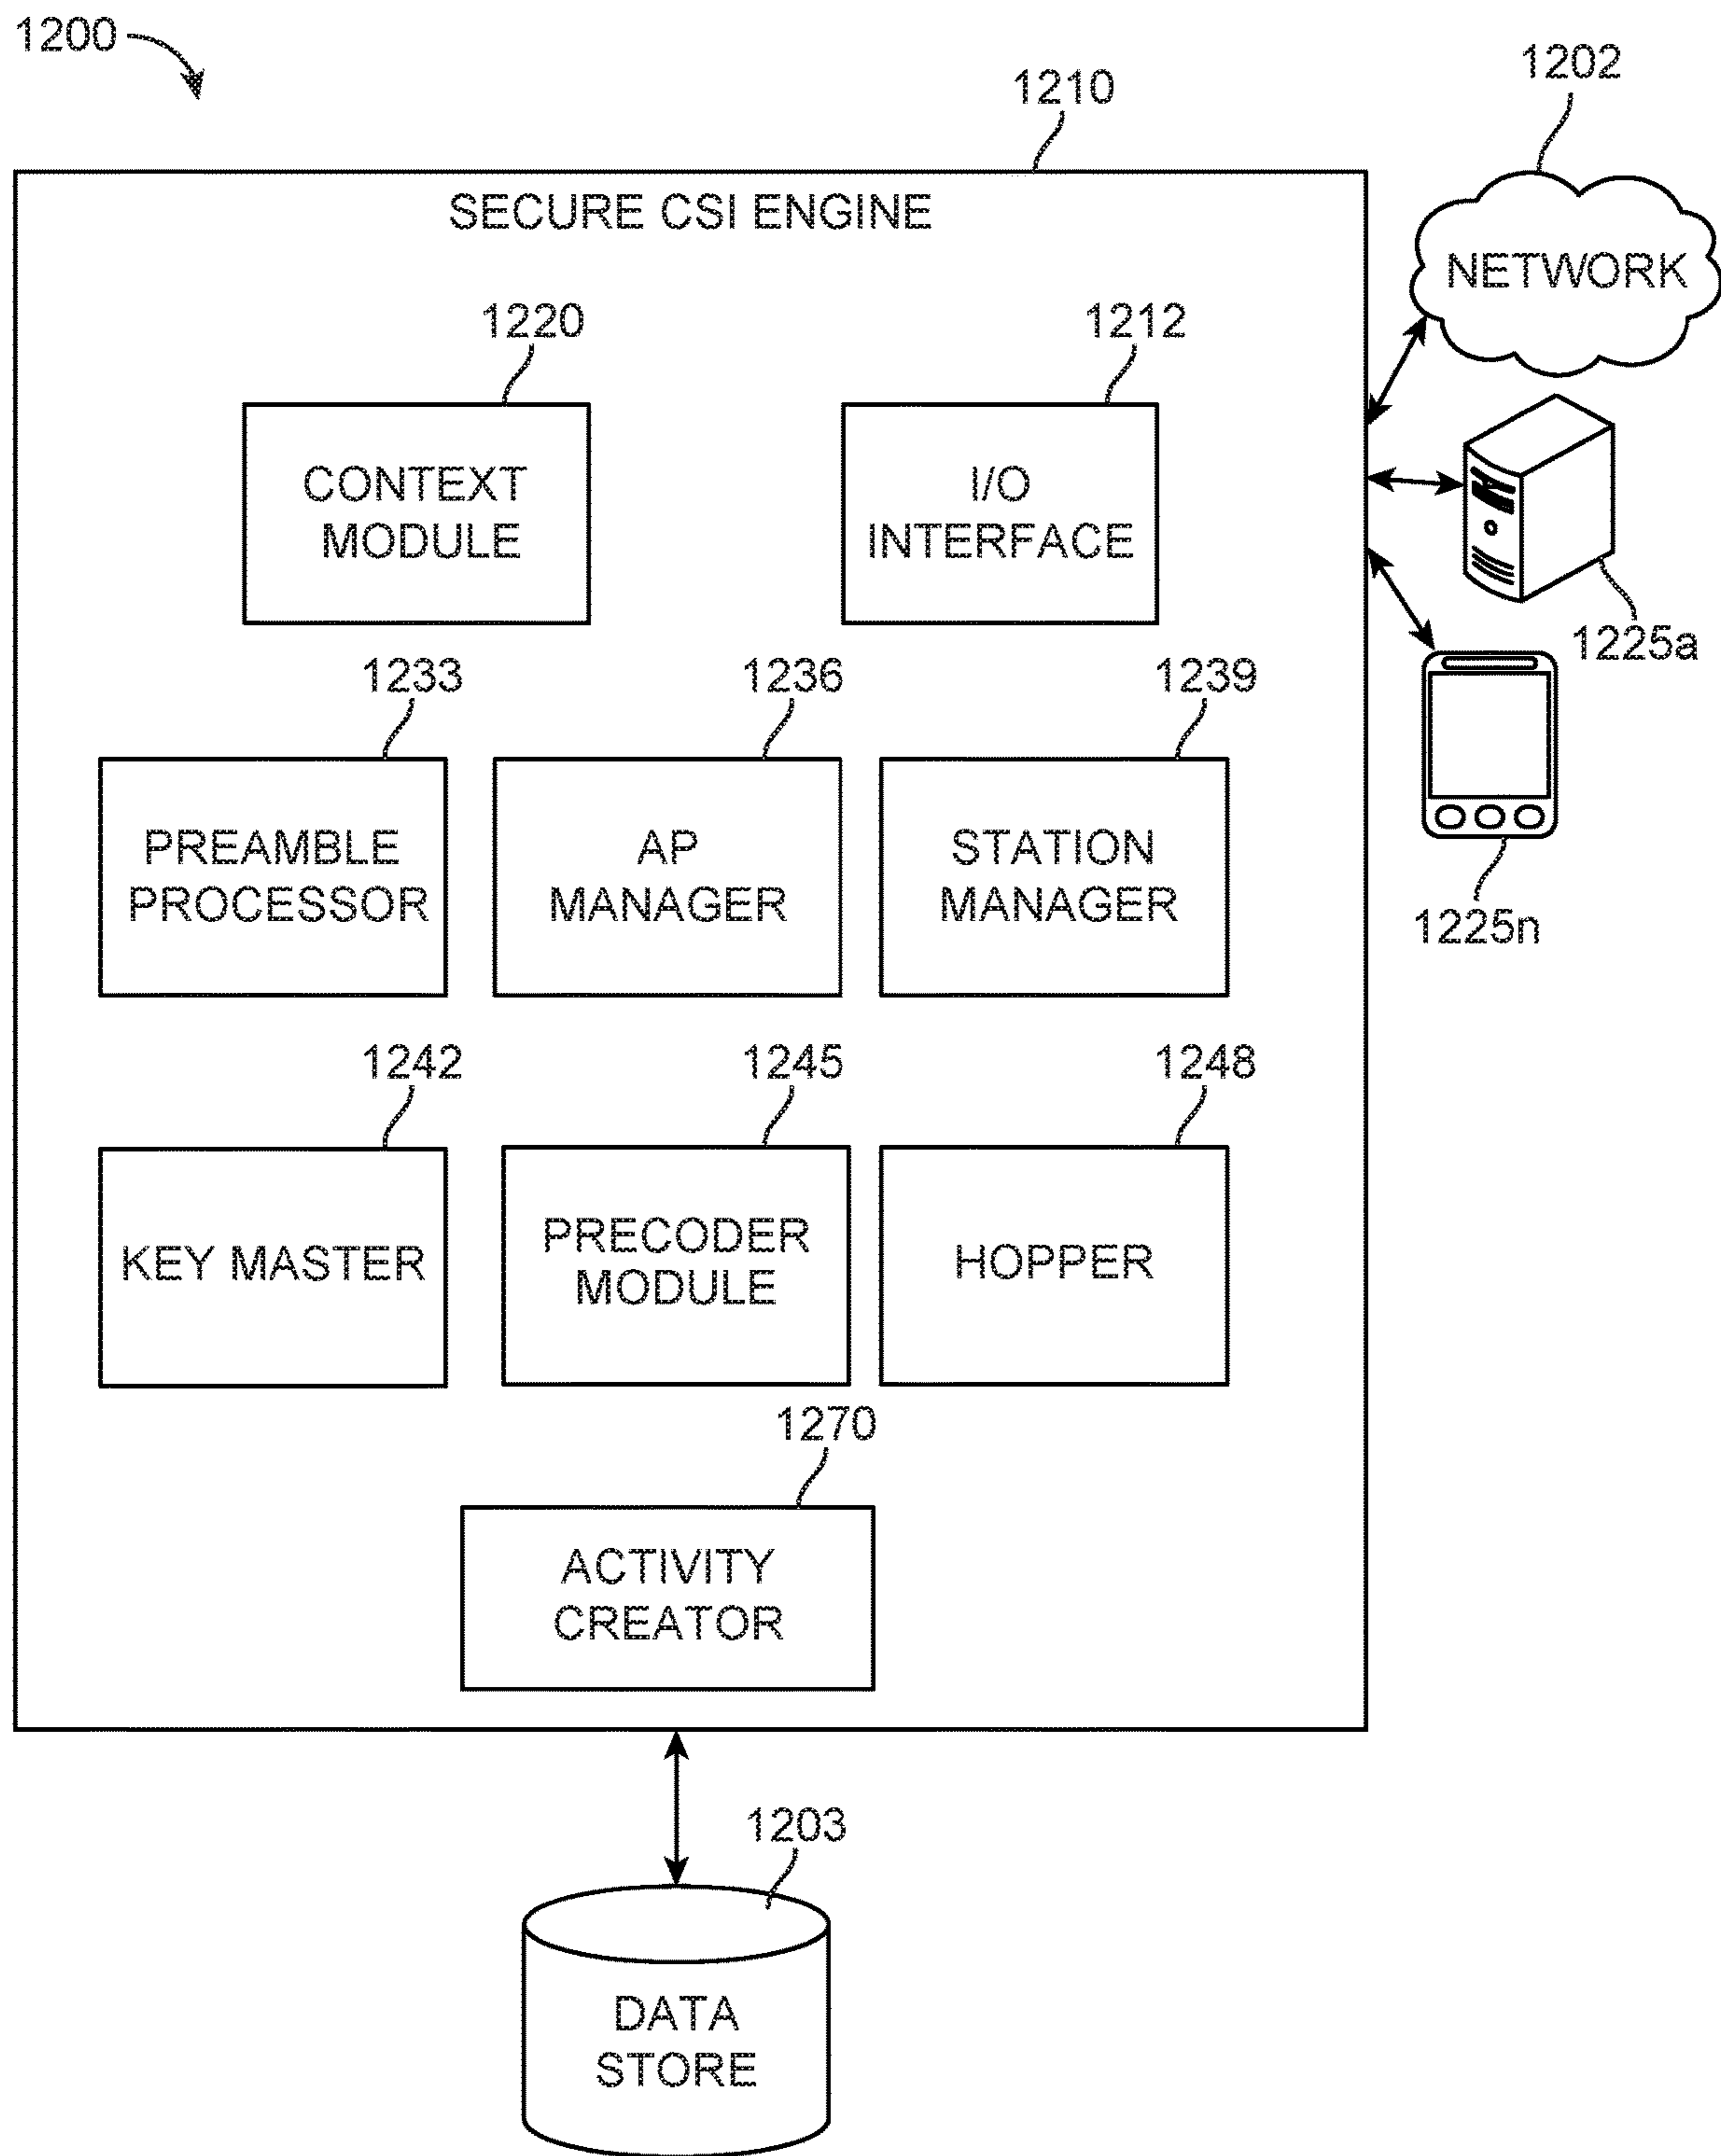 1200
1210
1202
SECURE CSI ENGINE
NETWORK
1220
1212
CONTEXT
MODULE
I/O
INTERFACE
1225a
1233
1236
1239
PREAMBLE
PROCESSOR
AP
MANAGER
STATION
MANAGER
1225n
1242
1245
1248
KEY MASTER
PRECODER
MODULE
HOPPER
1270
ACTIVITY
CREATOR
1203
DATA
STORE